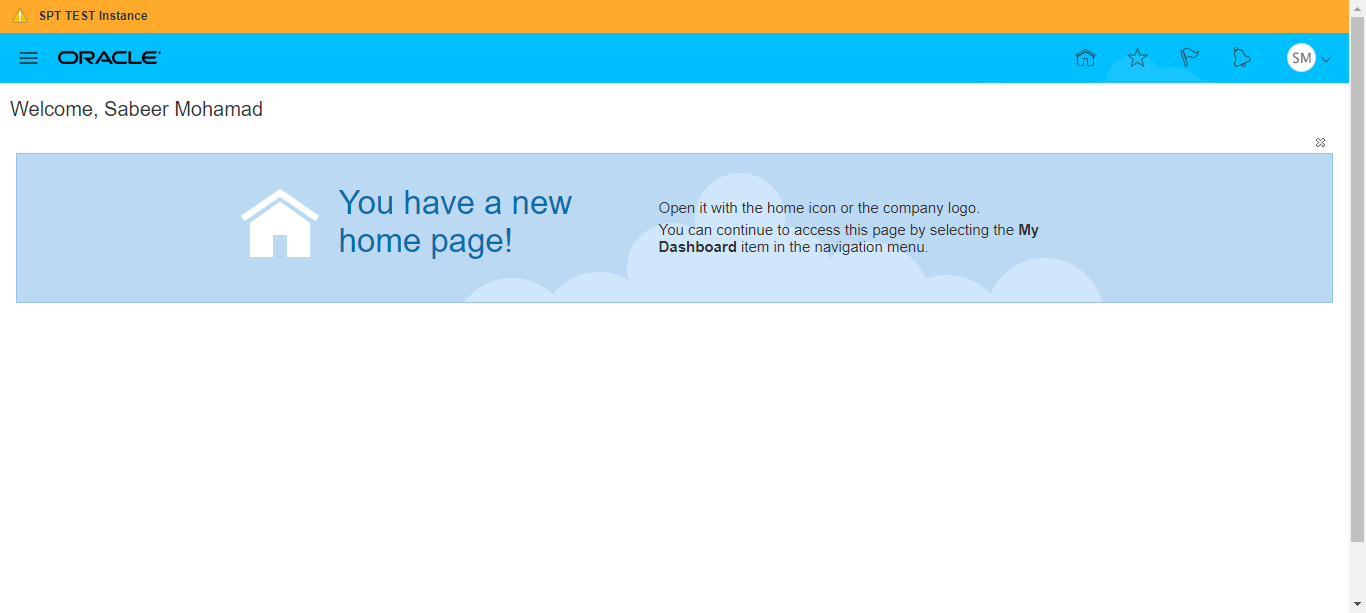 SPT TEST Instance
ORACLE
SM
Welcome, Sabeer Mohamad
You have a new
home page!
Open it with the home icon or the company logo.
You can continue to access this page by selecting the My
Dashboard item in the navigation menu.